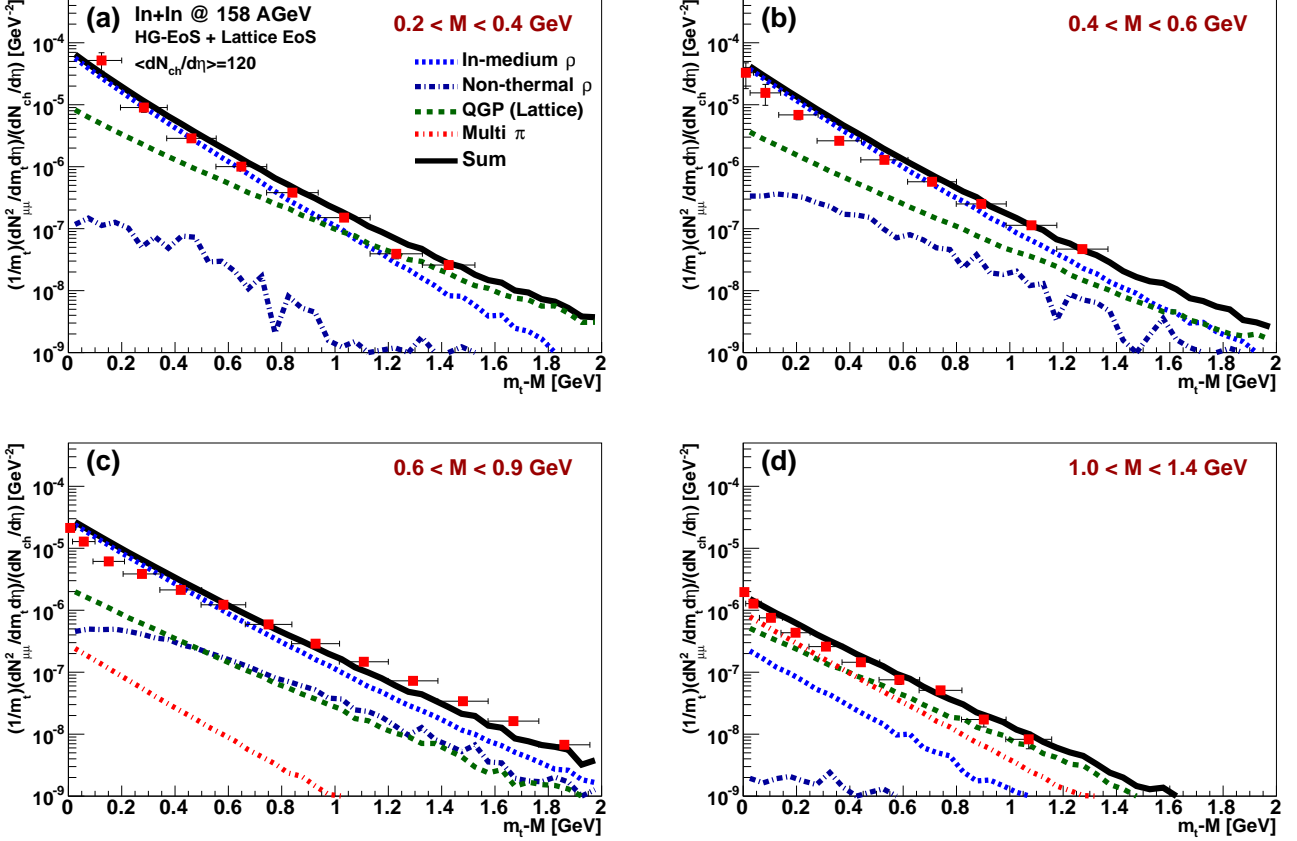 (a)
In+In @ 158 AGeV
HG-EoS + Lattice EoS
<dN_ch/dη>=120
0.2 < M < 0.4 GeV
In-medium ρ
Non-thermal ρ
QGP (Lattice)
Multi π
Sum
(1/m_t)(dN²_μμ/dm_t dη)/(dN_ch/dη) [GeV⁻²]
10⁻⁴
10⁻⁵
10⁻⁶
10⁻⁷
10⁻⁸
10⁻⁹
0 0.2 0.4 0.6 0.8 1 1.2 1.4 1.6 1.8 2
m_t-M [GeV]
(b)
0.4 < M < 0.6 GeV
(1/m_t)(dN²_μμ/dm_t dη)/(dN_ch/dη) [GeV⁻²]
10⁻⁴
10⁻⁵
10⁻⁶
10⁻⁷
10⁻⁸
10⁻⁹
0 0.2 0.4 0.6 0.8 1 1.2 1.4 1.6 1.8 2
m_t-M [GeV]
(c)
0.6 < M < 0.9 GeV
(1/m_t)(dN²_μμ/dm_t dη)/(dN_ch/dη) [GeV⁻²]
10⁻⁴
10⁻⁵
10⁻⁶
10⁻⁷
10⁻⁸
10⁻⁹
0 0.2 0.4 0.6 0.8 1 1.2 1.4 1.6 1.8 2
m_t-M [GeV]
(d)
1.0 < M < 1.4 GeV
(1/m_t)(dN²_μμ/dm_t dη)/(dN_ch/dη) [GeV⁻²]
10⁻⁴
10⁻⁵
10⁻⁶
10⁻⁷
10⁻⁸
10⁻⁹
0 0.2 0.4 0.6 0.8 1 1.2 1.4 1.6 1.8 2
m_t-M [GeV]